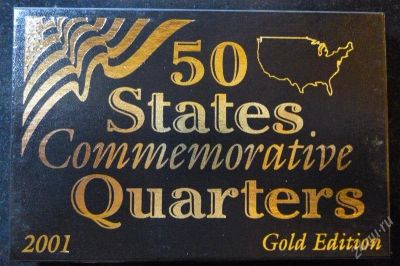 50
States
Commemorative
Quarters
2001 Gold Edition